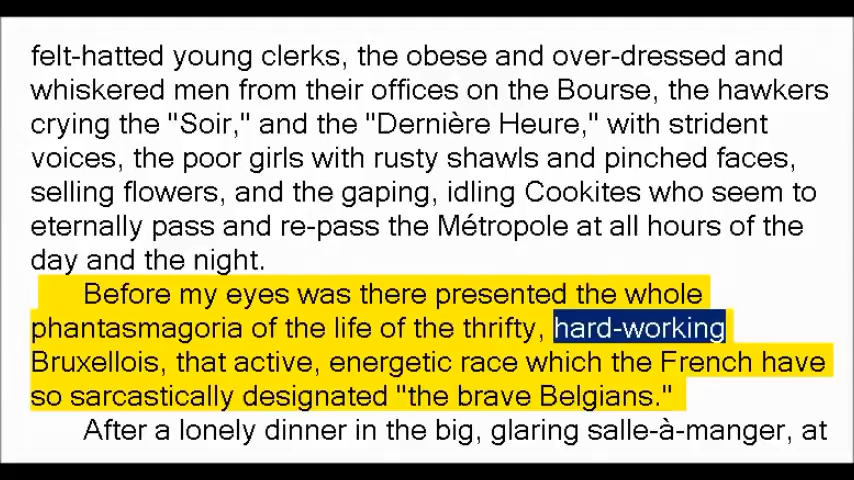 felt-hatted young clerks, the obese and over-dressed and
whiskered men from their offices on the Bourse, the hawkers
crying the "Soir," and the "Dernière Heure," with strident
voices, the poor girls with rusty shawls and pinched faces,
selling flowers, and the gaping, idling Cookites who seem to
eternally pass and re-pass the Métropole at all hours of the
day and the night.
Before my eyes was there presented the whole
phantasmagoria of the life of the thrifty, hard-working
Bruxellois, that active, energetic race which the French have
so sarcastically designated "the brave Belgians."
After a lonely dinner in the big, glaring salle-à-manger, at